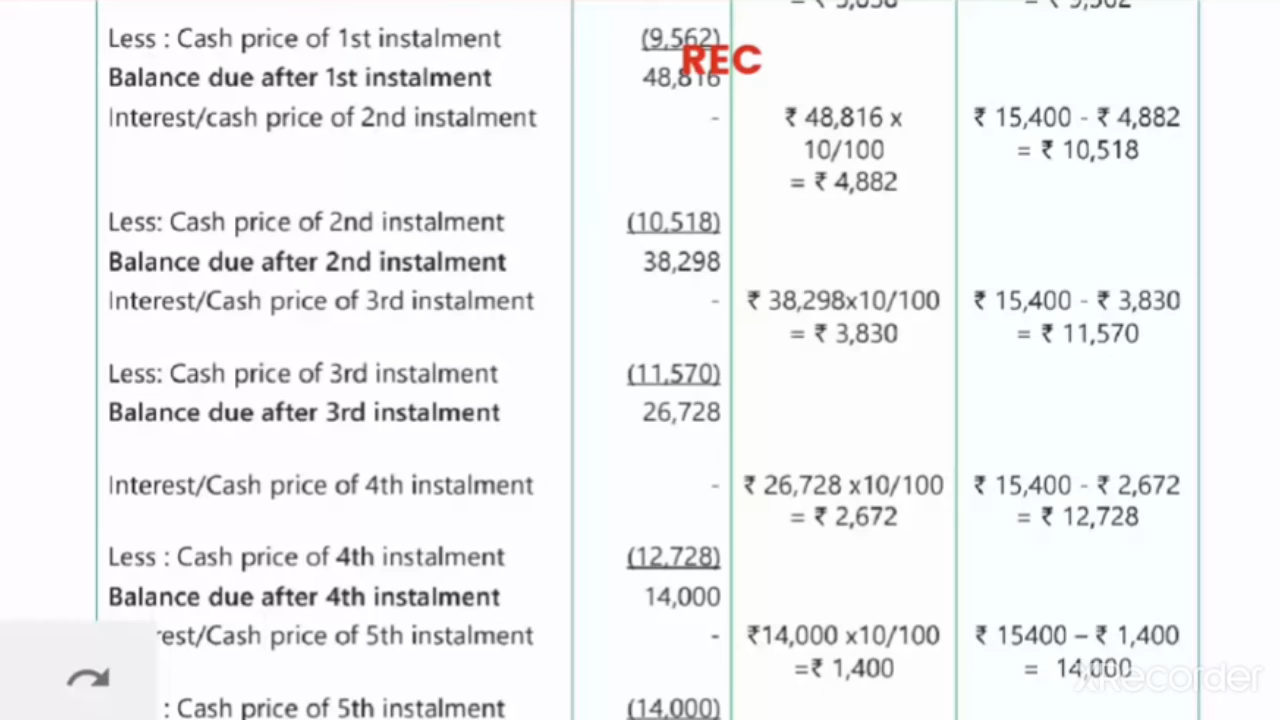 = ₹ 5,838 = ₹ 9,562
Less : Cash price of 1st instalment (9,562)
REC
Balance due after 1st instalment 48,816
Interest/cash price of 2nd instalment - ₹ 48,816 x ₹ 15,400 - ₹ 4,882
10/100 = ₹ 10,518
= ₹ 4,882
Less: Cash price of 2nd instalment (10,518)
Balance due after 2nd instalment 38,298
Interest/Cash price of 3rd instalment - ₹ 38,298x10/100 ₹ 15,400 - ₹ 3,830
= ₹ 3,830 = ₹ 11,570
Less: Cash price of 3rd instalment (11,570)
Balance due after 3rd instalment 26,728
Interest/Cash price of 4th instalment - ₹ 26,728 x10/100 ₹ 15,400 - ₹ 2,672
= ₹ 2,672 = ₹ 12,728
Less : Cash price of 4th instalment (12,728)
Balance due after 4th instalment 14,000
rest/Cash price of 5th instalment - ₹14,000 x10/100 ₹ 15400 – ₹ 1,400
=₹ 1,400 = 14,000
XRecorder
: Cash price of 5th instalment (14,000)